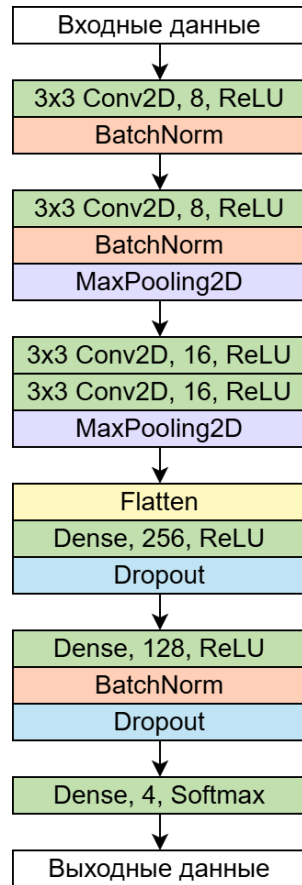 Входные данные
3x3 Conv2D, 8, ReLU
BatchNorm
3x3 Conv2D, 8, ReLU
BatchNorm
MaxPooling2D
3x3 Conv2D, 16, ReLU
3x3 Conv2D, 16, ReLU
MaxPooling2D
Flatten
Dense, 256, ReLU
Dropout
Dense, 128, ReLU
BatchNorm
Dropout
Dense, 4, Softmax
Выходные данные